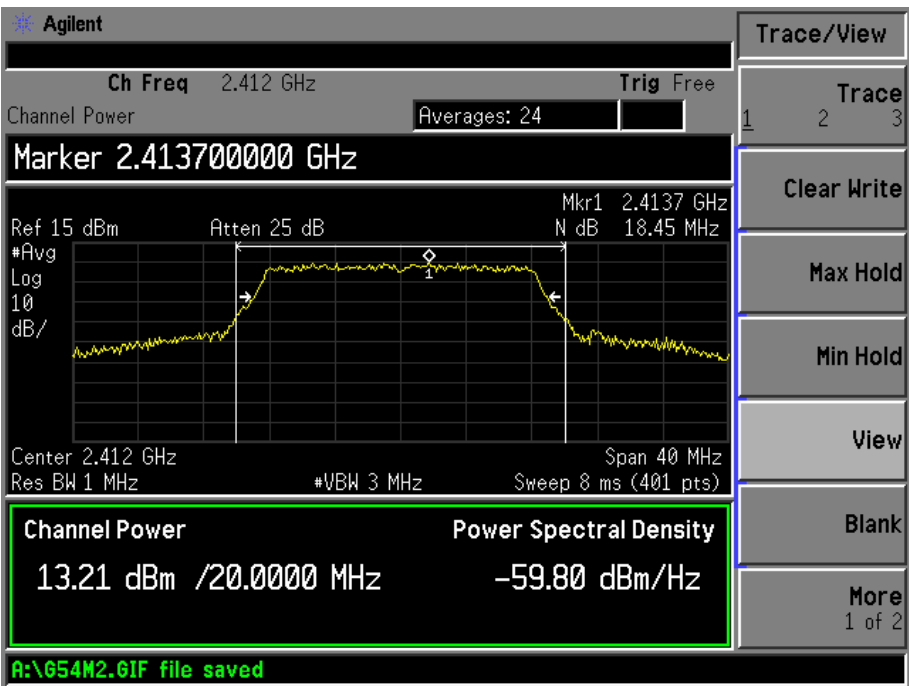 Agilent
Trace/View
Ch Freq 2.412 GHz Trig Free
Channel Power Averages: 24
Trace
1 2 3
Marker 2.413700000 GHz
Clear Write
Mkr1 2.4137 GHz
Ref 15 dBm Atten 25 dB N dB 18.45 MHz
#Avg
Log
10
dB/
1
Max Hold
Min Hold
View
Center 2.412 GHz Span 40 MHz
Res BW 1 MHz #VBW 3 MHz Sweep 8 ms (401 pts)
Blank
Channel Power Power Spectral Density
13.21 dBm /20.0000 MHz -59.80 dBm/Hz
More
1 of 2
A:\G54M2.GIF file saved